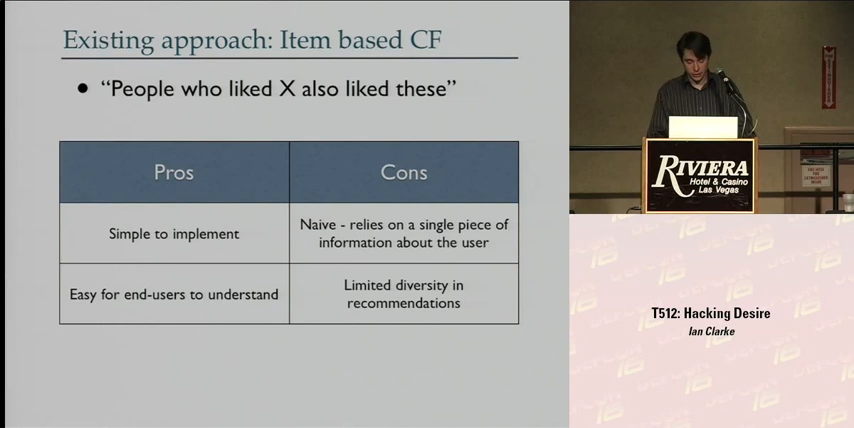 Existing approach: Item based CF
• “People who liked X also liked these”
Pros
Cons
Simple to implement
Naive - relies on a single piece of
information about the user
Easy for end-users to understand
Limited diversity in
recommendations
RIVIERA
Hotel & Casino
Las Vegas
T512: Hacking Desire
Ian Clarke